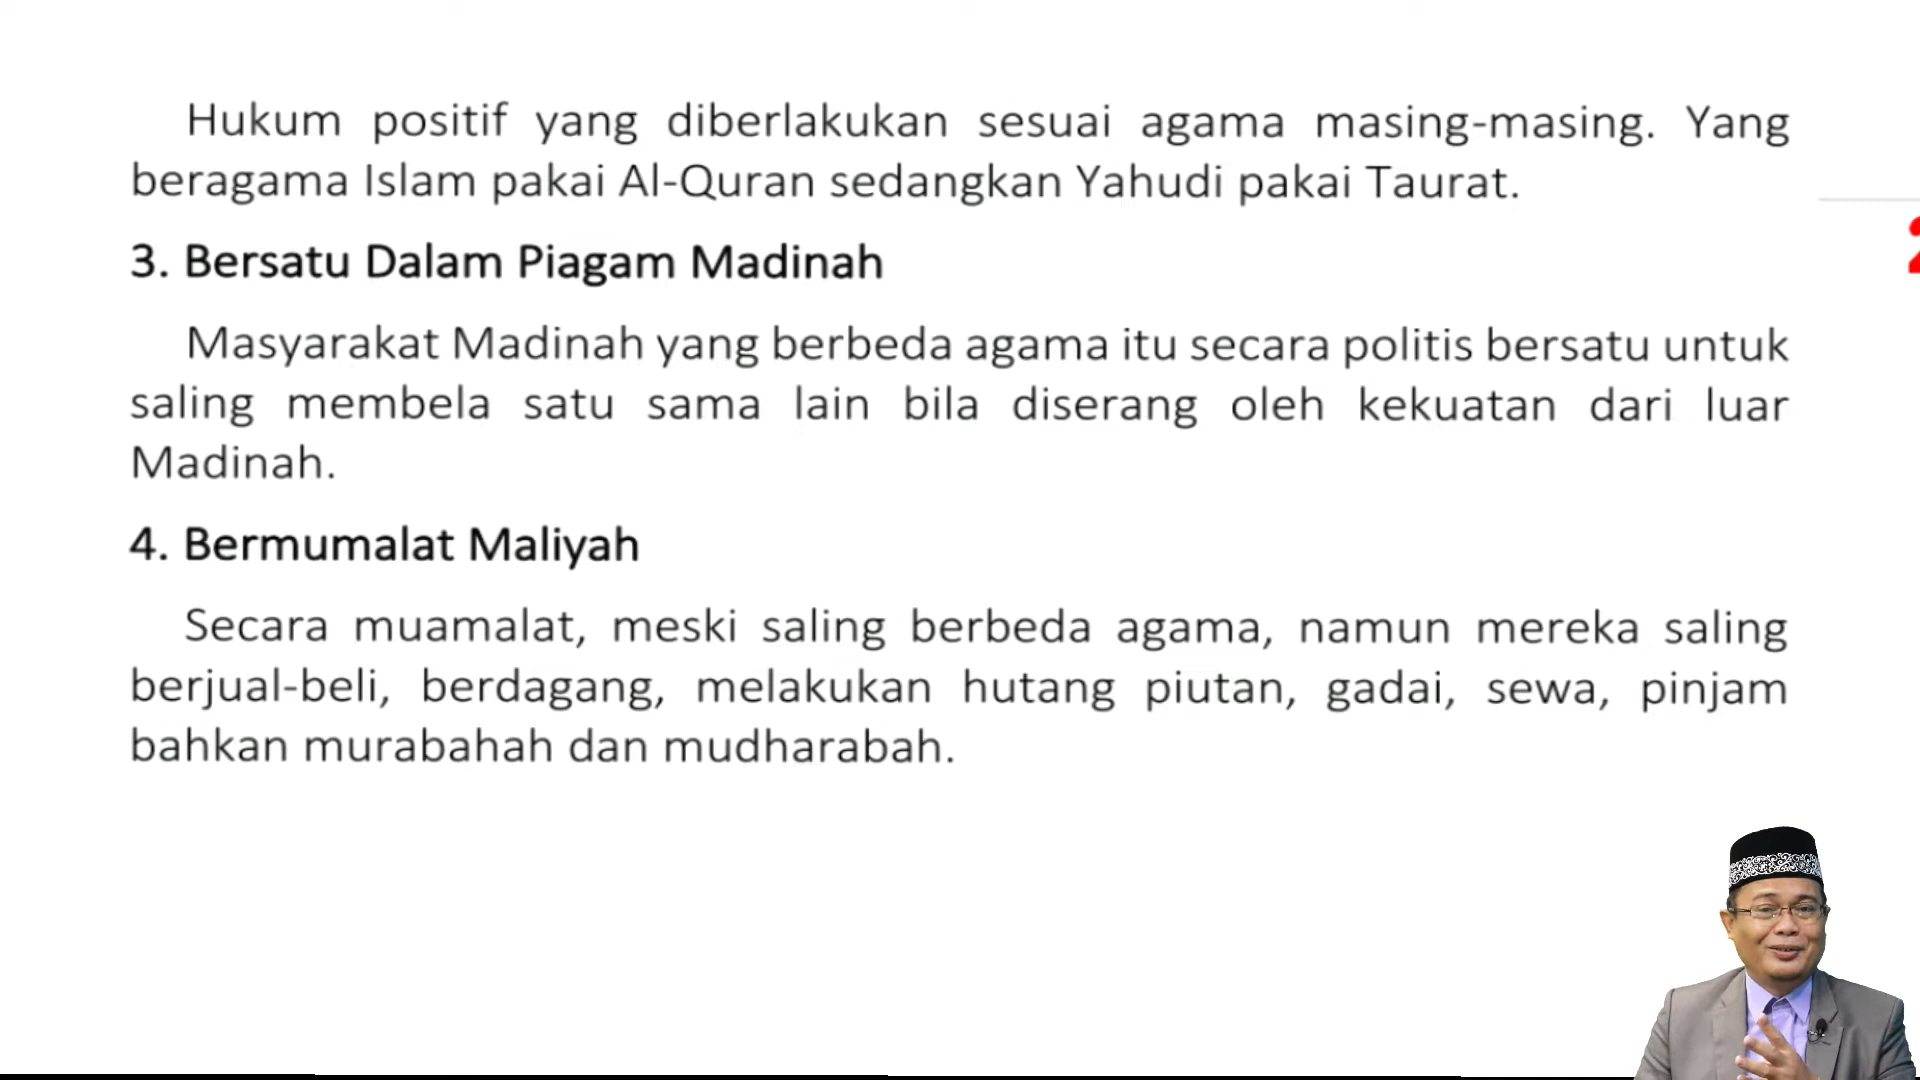 Hukum positif yang diberlakukan sesuai agama masing-masing. Yang
beragama Islam pakai Al-Quran sedangkan Yahudi pakai Taurat.
3. Bersatu Dalam Piagam Madinah
Masyarakat Madinah yang berbeda agama itu secara politis bersatu untuk
saling membela satu sama lain bila diserang oleh kekuatan dari luar
Madinah.
4. Bermumalat Maliyah
Secara muamalat, meski saling berbeda agama, namun mereka saling
berjual-beli, berdagang, melakukan hutang piutan, gadai, sewa, pinjam
bahkan murabahah dan mudharabah.